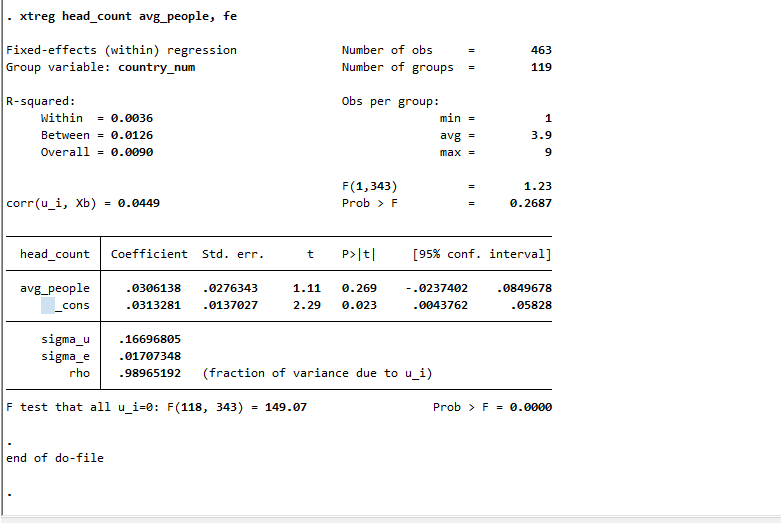 . xtreg head_count avg_people, fe
Fixed-effects (within) regression Number of obs = 463
Group variable: country_num Number of groups = 119
R-squared: Obs per group:
Within = 0.0036 min = 1
Between = 0.0126 avg = 3.9
Overall = 0.0090 max = 9
F(1,343) = 1.23
corr(u_i, Xb) = 0.0449 Prob > F = 0.2687
head_count Coefficient Std. err. t P>|t| [95% conf. interval]
avg_people .0306138 .0276343 1.11 0.269 -.0237402 .0849678
_cons .0313281 .0137027 2.29 0.023 .0043762 .05828
sigma_u .16696805
sigma_e .01707348
rho .98965192 (fraction of variance due to u_i)
F test that all u_i=0: F(118, 343) = 149.07 Prob > F = 0.0000
.
end of do-file
.